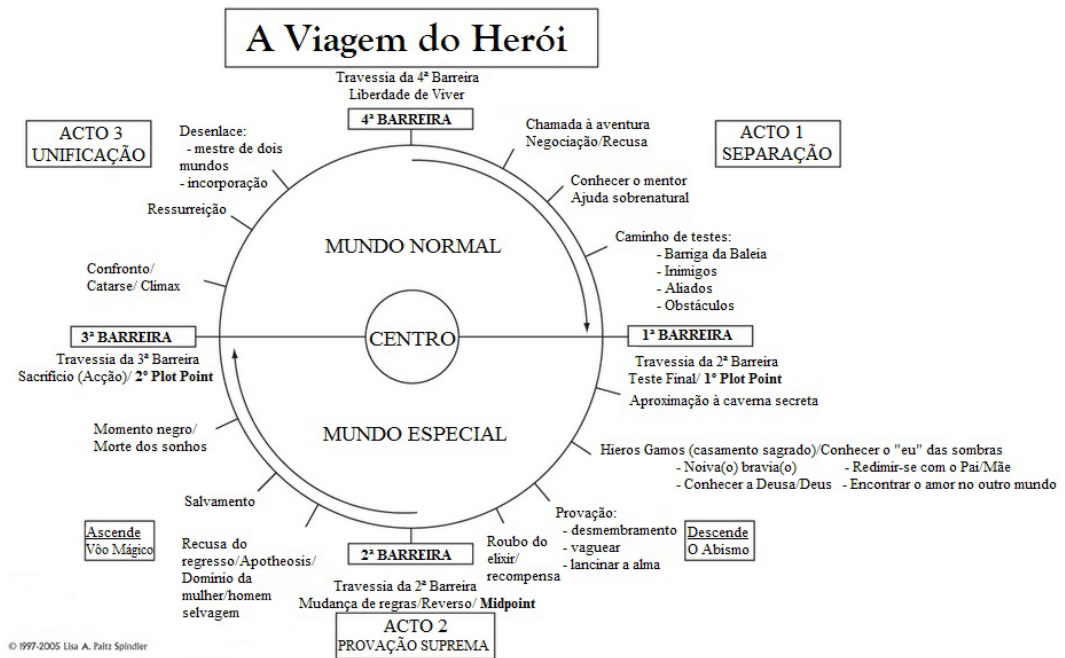 A Viagem do Herói
Travessia da 4ª Barreira
Liberdade de Viver
4ª BARREIRA
ACTO 1
SEPARAÇÃO
Chamada à aventura
Negociação/Recusa
Conhecer o mentor
Ajuda sobrenatural
Caminho de testes:
- Barriga da Baleia
- Inimigos
- Aliados
- Obstáculos
1ª BARREIRA
Travessia da 2ª Barreira
Teste Final/ 1º Plot Point
Aproximação à caverna secreta
Hieros Gamos (casamento sagrado)/Conhecer o "eu" das sombras
- Noiva(o) bravia(o) - Redimir-se com o Pai/Mãe
- Conhecer a Deusa/Deus - Encontrar o amor no outro mundo
Provação:
- desmembramento
- vaguear
- lancinar a alma
Descende
O Abismo
Roubo do
elixir/
recompensa
2ª BARREIRA
Travessia da 2ª Barreira
Mudança de regras/Reverso/ Midpoint
ACTO 2
PROVAÇÃO SUPREMA
Recusa do
regresso/Apotheosis/
Domínio da
mulher/homem
selvagem
Ascende
Vôo Mágico
Salvamento
Momento negro/
Morte dos sonhos
3ª BARREIRA
Travessia da 3ª Barreira
Sacrifício (Acção)/ 2º Plot Point
Confronto/
Catarse/ Climax
Ressurreição
Desenlace:
- mestre de dois
mundos
- incorporação
ACTO 3
UNIFICAÇÃO
MUNDO NORMAL
CENTRO
MUNDO ESPECIAL
© 1997-2005 Lisa A. Paitz Spindler